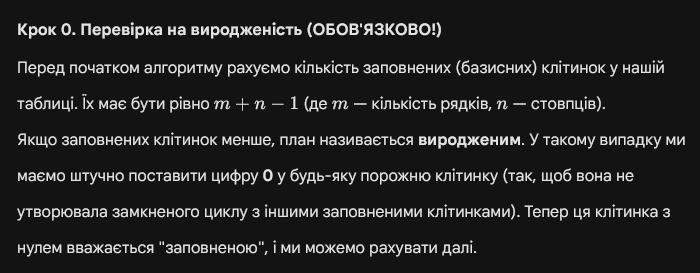 Крок 0. Перевірка на виродженість (ОБОВ'ЯЗКОВО!)
Перед початком алгоритму рахуємо кількість заповнених (базисних) клітинок у нашій
таблиці. Їх має бути рівно m + n − 1 (де m — кількість рядків, n — стовпців).
Якщо заповнених клітинок менше, план називається виродженим. У такому випадку ми
маємо штучно поставити цифру 0 у будь-яку порожню клітинку (так, щоб вона не
утворювала замкненого циклу з іншими заповненими клітинками). Тепер ця клітинка з
нулем вважається "заповненою", і ми можемо рахувати далі.